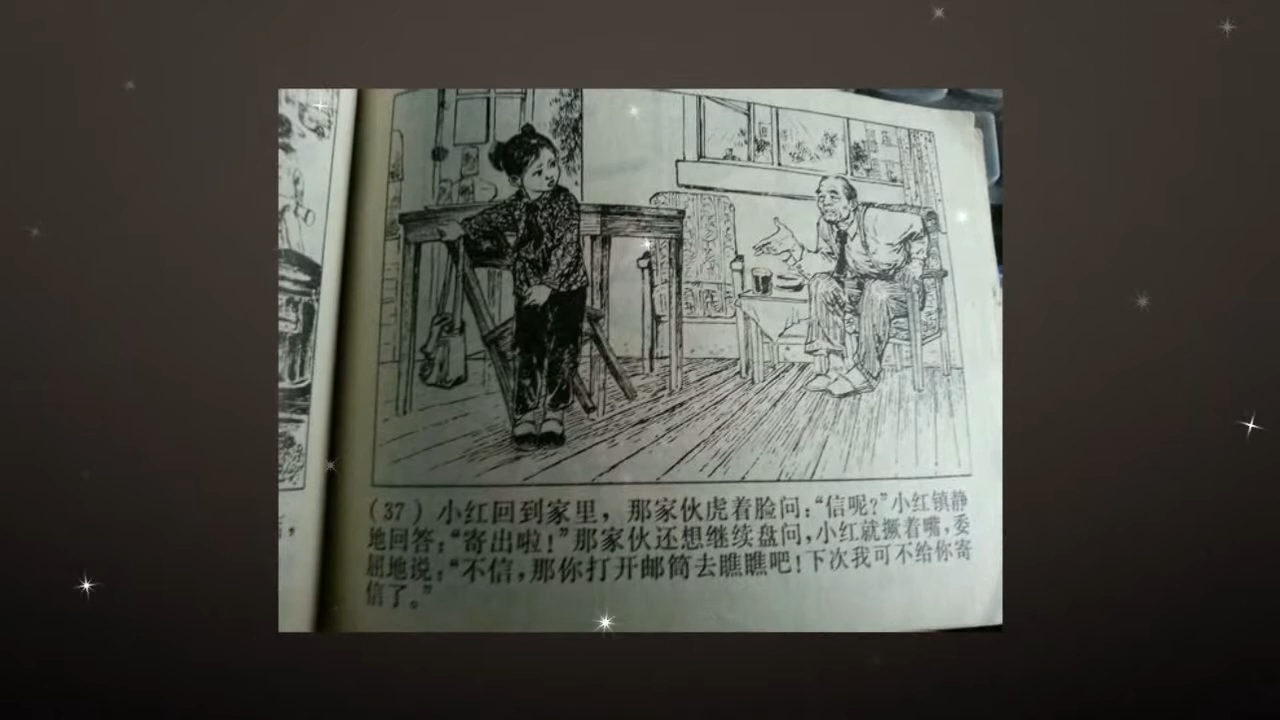 (37) 小红回到家里，那家伙虎着脸问：“信呢？”小红镇静
地回答：“寄出啦！”那家伙还想继续盘问，小红就撅着嘴，委
屈地说：“不信，那你打开邮筒去瞧瞧吧！下次我可不给你寄
信了。”